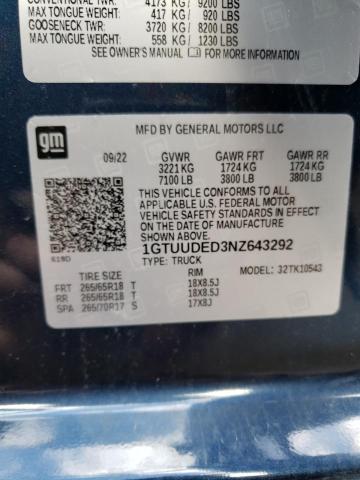 CONVENTIONAL TWR: 4173 KG / 9200 LBS
MAX TONGUE WEIGHT: 417 KG / 920 LBS
GOOSENECK TWR: 3720 KG / 8200 LBS
MAX TONGUE WEIGHT: 558 KG / 1230 LBS
SEE OWNER'S MANUAL
gm
MFD BY GENERAL MOTORS LLC
09/22 GVWR GAWR FRT GAWR RR
3221 KG 1724 KG 1724 KG
7100 LB 3800 LB 3800 LB
THIS VEHICLE CONFORMS TO ALL
APPLICABLE U.S. FEDERAL MOTOR
VEHICLE SAFETY, BUMPER, AND THEFT
PREVENTION STANDARDS IN EFFECT ON
THE DATE OF MANUFACTURE SHOWN ABOVE.
1GTUUDED3NZ643292
TYPE: TRUCK MODEL: 32TK10543
TIRE SIZE RIM
FRT 265/65R18 T 18X8.5J
RR 265/65R18 T 18X8.5J
SPA 265/70R17 S 17X8J